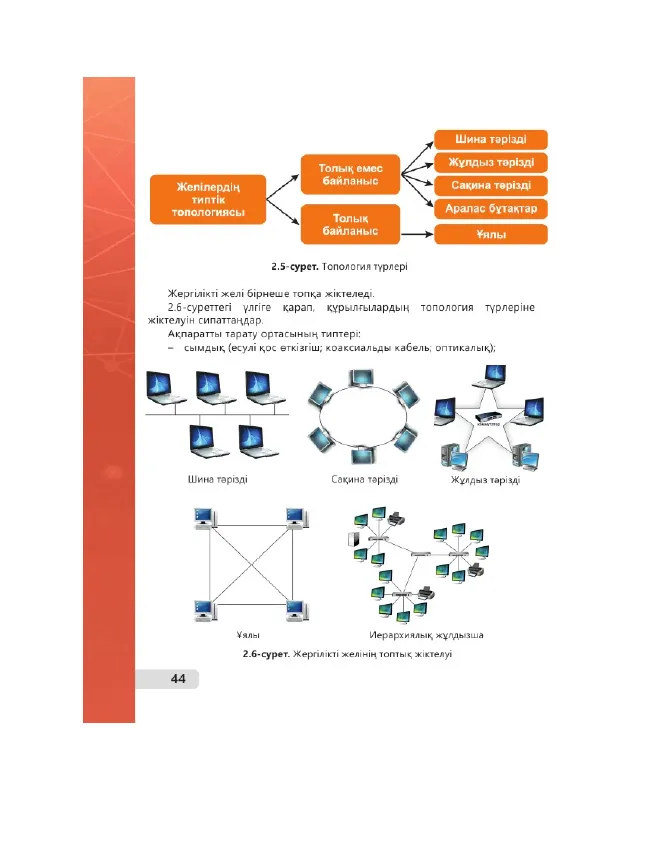 Желілердің
типтік
топологиясы
Толық емес
байланыс
Толық
байланыс
Шина тәрізді
Жұлдыз тәрізді
Сақина тәрізді
Аралас бұтақтар
Ұялы
2.5-сурет. Топология түрлері
Жергілікті желі бірнеше топқа жіктеледі.
2.6-суреттегі үлгіге қарап, құрылғылардың топология түрлеріне
жіктелуін сипаттаңдар.
Ақпаратты тарату ортасының типтері:
– сымдық (есулі қос өткізгіш; коаксиальды кабель; оптикалық);
коммутатор
Шина тәрізді
Сақина тәрізді
Жұлдыз тәрізді
Ұялы
Иерархиялық жұлдызша
2.6-сурет. Жергілікті желінің топтық жіктелуі
44